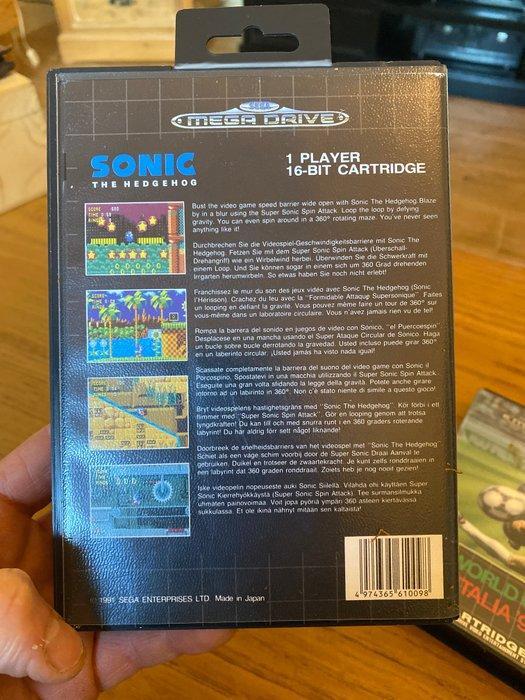 SEGA
MEGA DRIVE
SONIC
THE HEDGEHOG
1 PLAYER
16-BIT CARTRIDGE
Bust the video game speed barrier wide open with Sonic The Hedgehog. Blaze
by in a blur using the Super Sonic Spin Attack. Loop the loop by defying
gravity. You can even spin around in a 360° rotating maze. You've never seen
anything like it!
Durchbrechen Sie die Videospiel-Geschwindigkeitsbarriere mit Sonic The
Hedgehog. Fetzen Sie mit dem Super Sonic Spin Attack (Überschall-
Drehangriff) wie ein Wirbelwind herbei. Überwinden Sie die Schwerkraft mit
einem Loop. Und Sie können sogar in einem sich um 360 Grad drehenden
Irrgarten herumwirbeln. So etwas haben Sie noch nicht erlebt!
Franchissez le mur du son des jeux vidéo avec Sonic The Hedgehog (Sonic
l'Hérisson) Crachez du feu avec la "Formidable Attaqug Supersonique". Faites
un looping en défiant la gravité. Vous pouvez même faire un tour de 360° sur
vous-même dans un laboratoire circulaire. Vous n'avez jamais rien vu de tel!
Rompa la barrera del sonido en juegos de video con Sónico, "el Puercoespin"
Desplácese en una mancha usando el Super Ataque Circular de Sónico. Haga
un bucle sobre bucle derrotando la gravedad. Usted incluso puede girar 360°
en un laberinto circular. ¡Usted jamás ha visto nada igual!
Scassate completamente la barriera del suono del video game con Sonic il
Porcospino. Spostatevi in una macchia utilizzando il Super Sonic Spin Attack.
Eseguite una gran volta sfidando la legge della gravità. Potete anche girare
intorno ad un labirinto in 360°. Non c'è stato niente di simile a questo gioco!
Bryt videospelens hastighetsgräns med "Sonic The Hedgehog". Kör förbi i ett
flimmer med "Super Sonic Spin Attack". Gör en looping genom att trotsa
tyngdkraften! Du kan till och med snurra runt i en 360 graders roterande
labyrint! Du har aldrig förr sett något liknande!
Doorbreek de snelheidsbarriers van het videospel met "Sonic The Hedgehog"
Schiet als een vage schim voorbij door de Super Sonic Draai Aanval te
gebruiken. Duikel en trotseer de zwaartekracht. Je kunt zelfs ronddraaien in
een labyrint dat 360 graden ronddraait. Zoiets heb je nog nooit gezien!
Iske videopelin nopeuseste auki Sonic Siilellä. Vilahda ohi käyttäen Super
Sonic Kierrehyökkäystä (Super Sonic Spin Attack). Tee surmansilmukka
uhmaten painovoimaa. Voit jopa pyöriä ympäri 360 asteen kiertävässä
sukkulassa. Et ole ikinä nähnyt mitään sen kaltaista!
© 1991 SEGA ENTERPRISES LTD. Made in Japan
4 974365 610098
WORLD
ITALIA